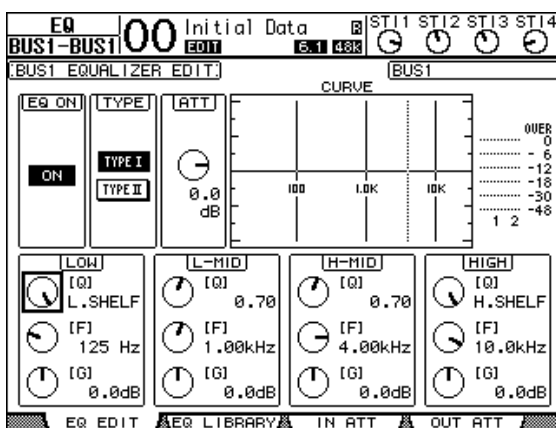 EQ
BUS1-BUS1
00 Initial Data
EDIT
R
6.1 48K
STI1 STI2 STI3 STI4
BUS1 EQUALIZER EDIT
BUS1
EQ ON
TYPE
ATT
CURVE
ON
TYPE I
TYPE II
0.0
dB
100 1.0K 10K
OVER
0
- 6
-12
-18
-30
-48
1 2
LOW
[Q]
L.SHELF
[F]
125 Hz
[G]
0.0dB
L-MID
[Q]
0.70
[F]
1.00kHz
[G]
0.0dB
H-MID
[Q]
0.70
[F]
4.00kHz
[G]
0.0dB
HIGH
[Q]
H.SHELF
[F]
10.0kHz
[G]
0.0dB
EQ EDIT
EQ LIBRARY
IN ATT
OUT ATT